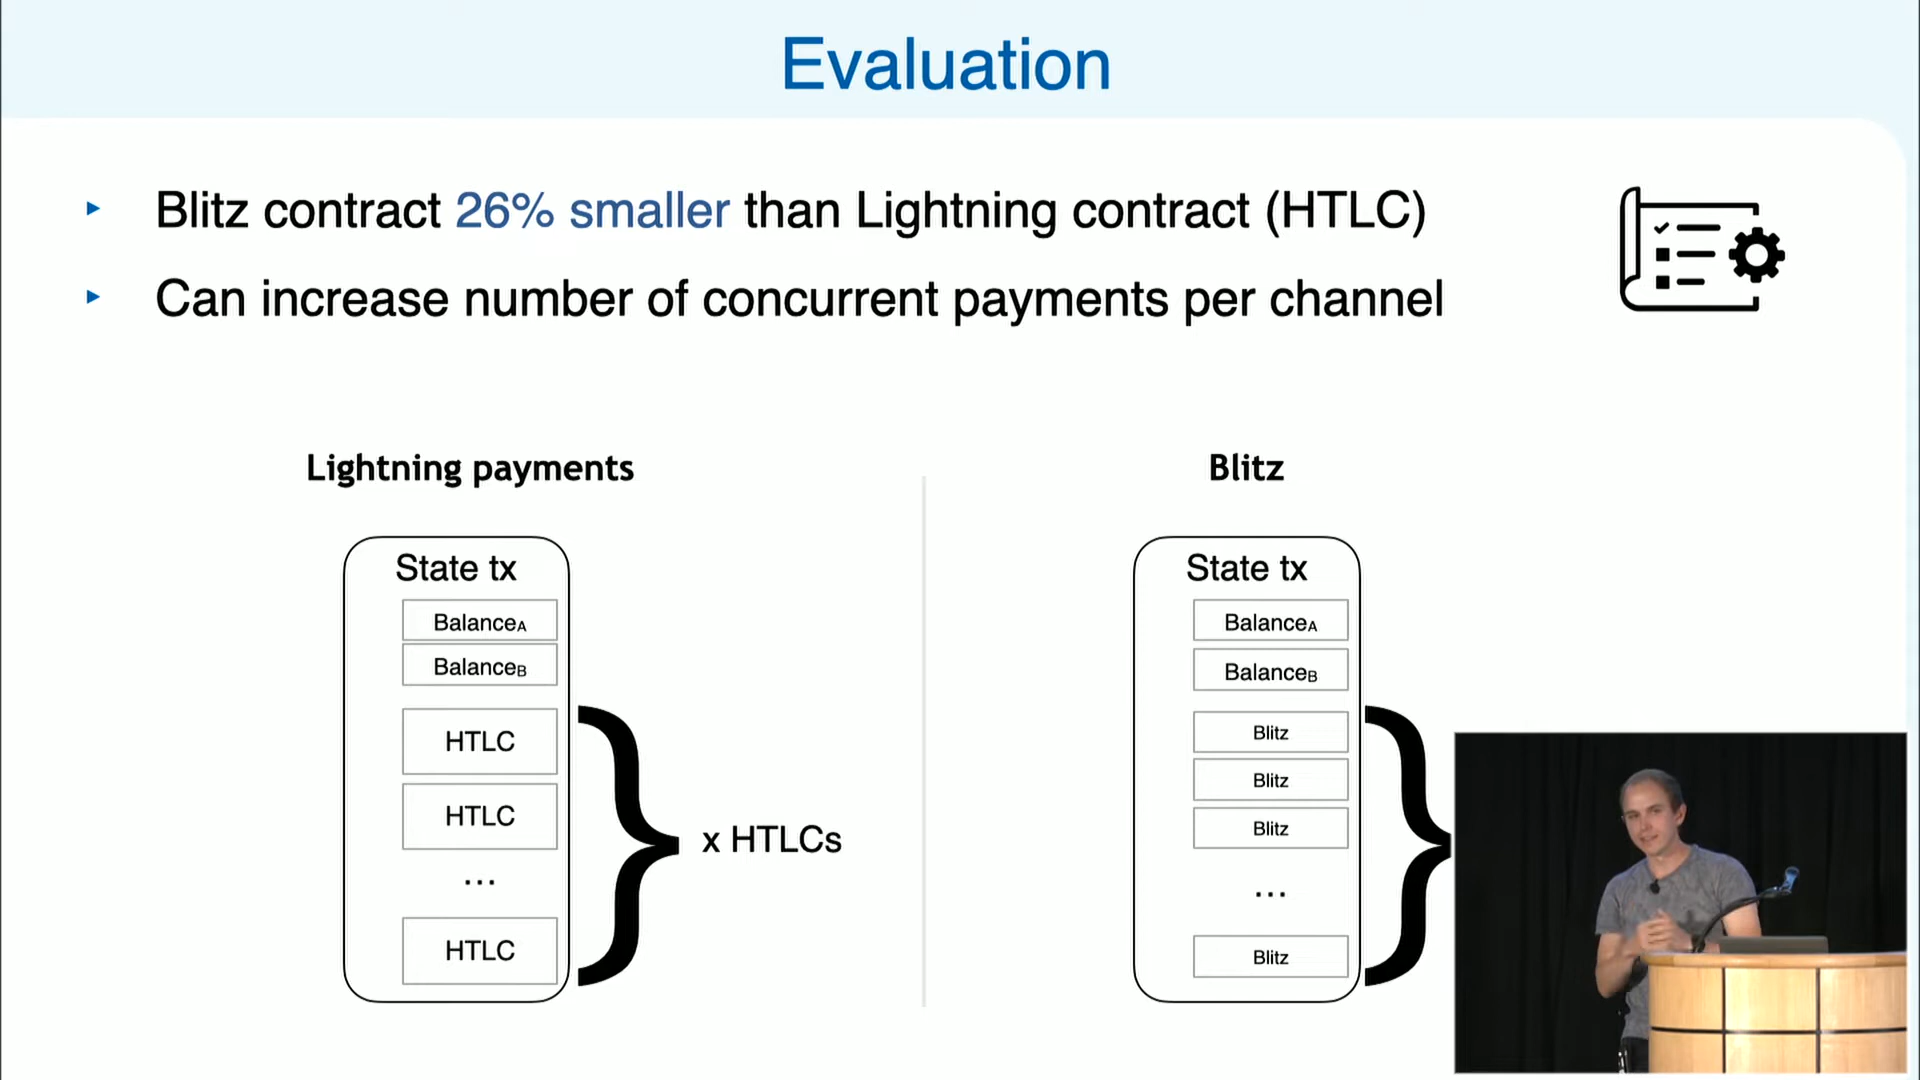 Evaluation
Blitz contract 26% smaller than Lightning contract (HTLC)
Can increase number of concurrent payments per channel
Lightning payments
State tx
BalanceA
BalanceB
HTLC
HTLC
...
HTLC
x HTLCs
Blitz
State tx
BalanceA
BalanceB
Blitz
Blitz
Blitz
...
Blitz